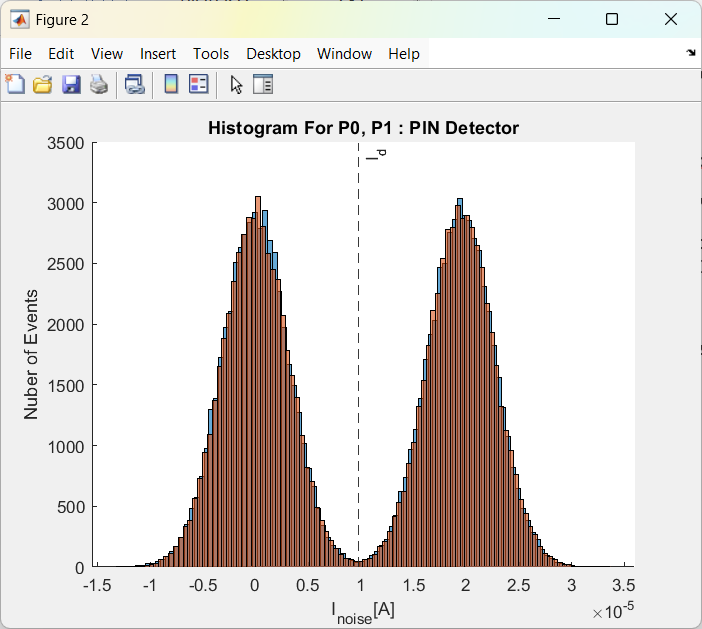 Figure 2
File Edit View Insert Tools Desktop Window Help
Histogram For P0, P1 : PIN Detector
3500
3000
2500
2000
1500
1000
500
0
Nuber of Events
I_d
-1.5 -1 -0.5 0 0.5 1 1.5 2 2.5 3 3.5
×10^-5
I_noise[A]